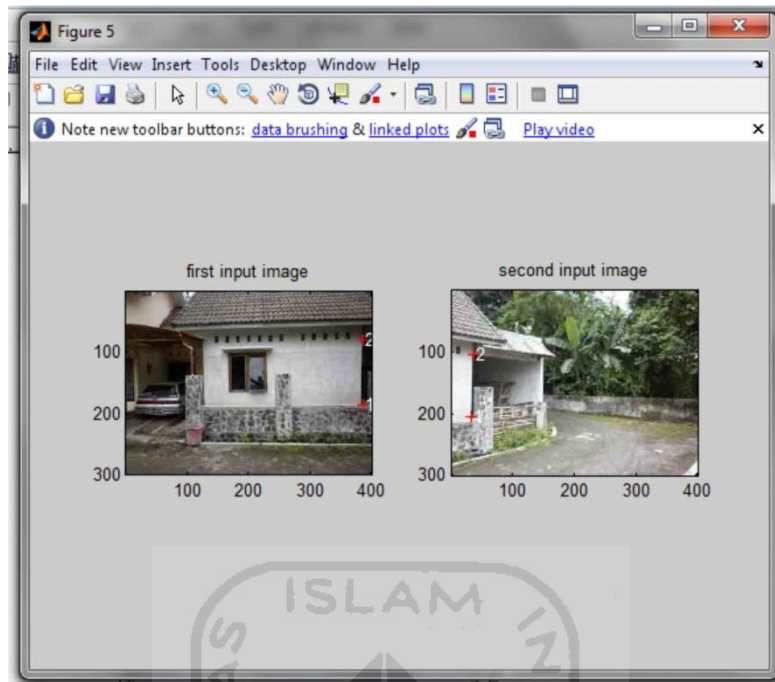 Figure 5
File Edit View Insert Tools Desktop Window Help
Note new toolbar buttons: data brushing & linked plots Play video
first input image
second input image
100
200
300
100 200 300 400
2
1
100
200
300
100 200 300 400
2
ISLAM
AS
IN